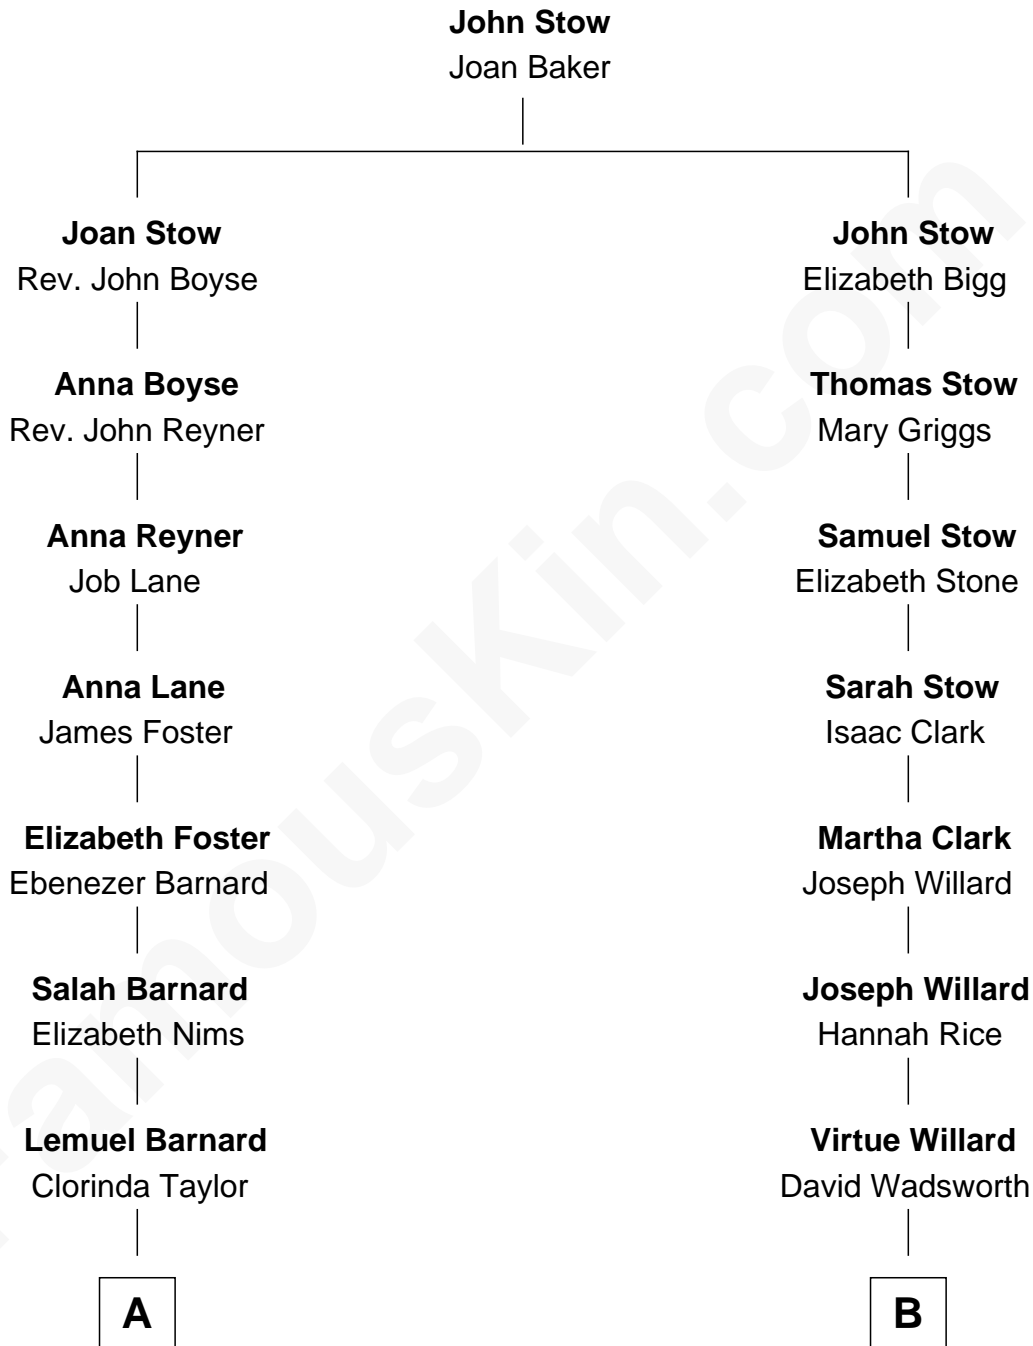 John Stow
Joan Baker
Joan Stow
Rev. John Boyse
John Stow
Elizabeth Bigg
Anna Boyse
Rev. John Reyner
Thomas Stow
Mary Griggs
Anna Reyner
Job Lane
Samuel Stow
Elizabeth Stone
Anna Lane
James Foster
Sarah Stow
Isaac Clark
Elizabeth Foster
Ebenezer Barnard
Martha Clark
Joseph Willard
Salah Barnard
Elizabeth Nims
Joseph Willard
Hannah Rice
Lemuel Barnard
Clorinda Taylor
Virtue Willard
David Wadsworth
A
B
FamousKin.com